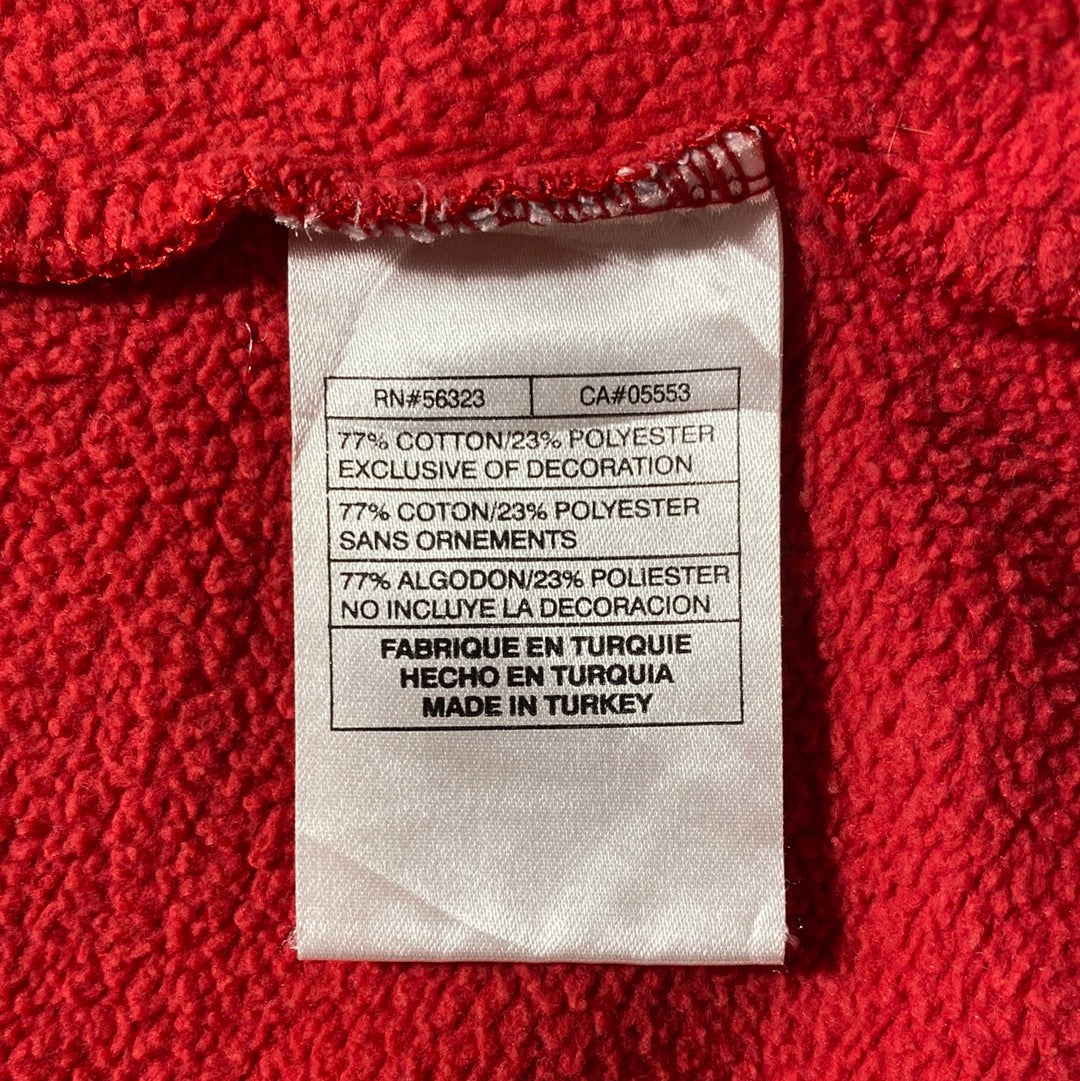 RN#56323 CA#05553
77% COTTON/23% POLYESTER
EXCLUSIVE OF DECORATION
77% COTON/23% POLYESTER
SANS ORNEMENTS
77% ALGODON/23% POLIESTER
NO INCLUYE LA DECORACION
FABRIQUE EN TURQUIE
HECHO EN TURQUIA
MADE IN TURKEY